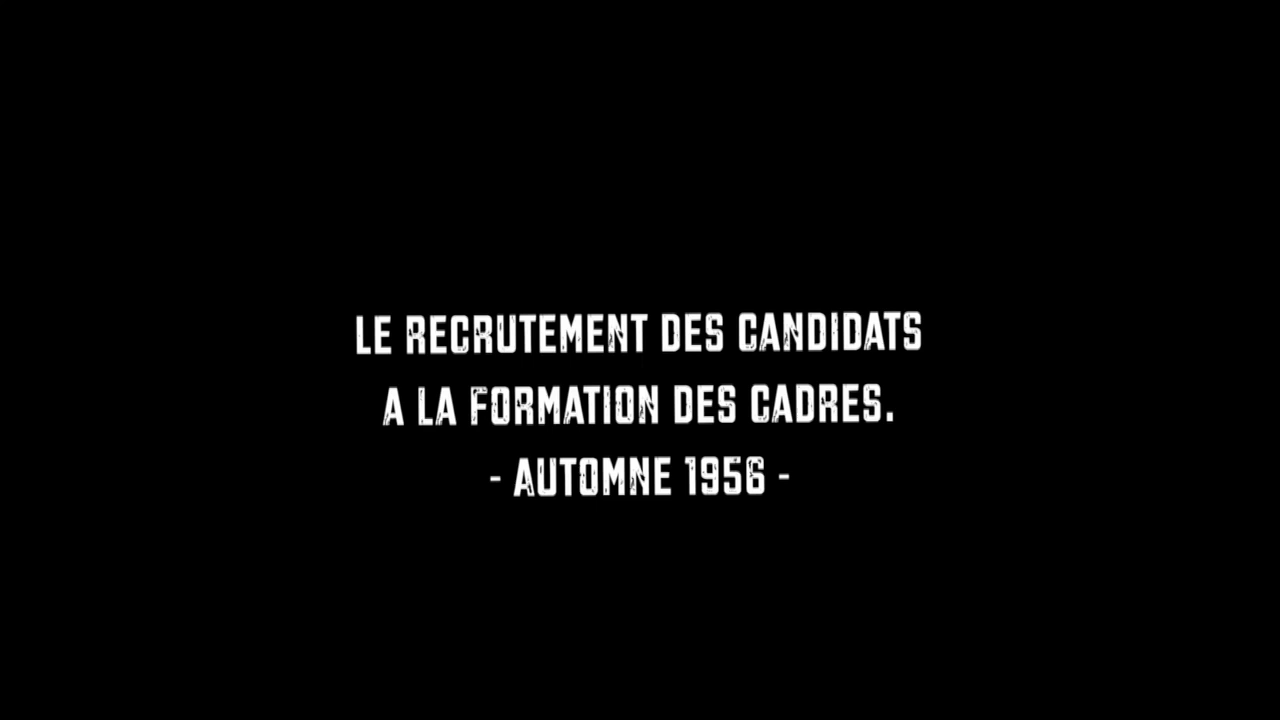 LE RECRUTEMENT DES CANDIDATS
A LA FORMATION DES CADRES.
- AUTOMNE 1956 -